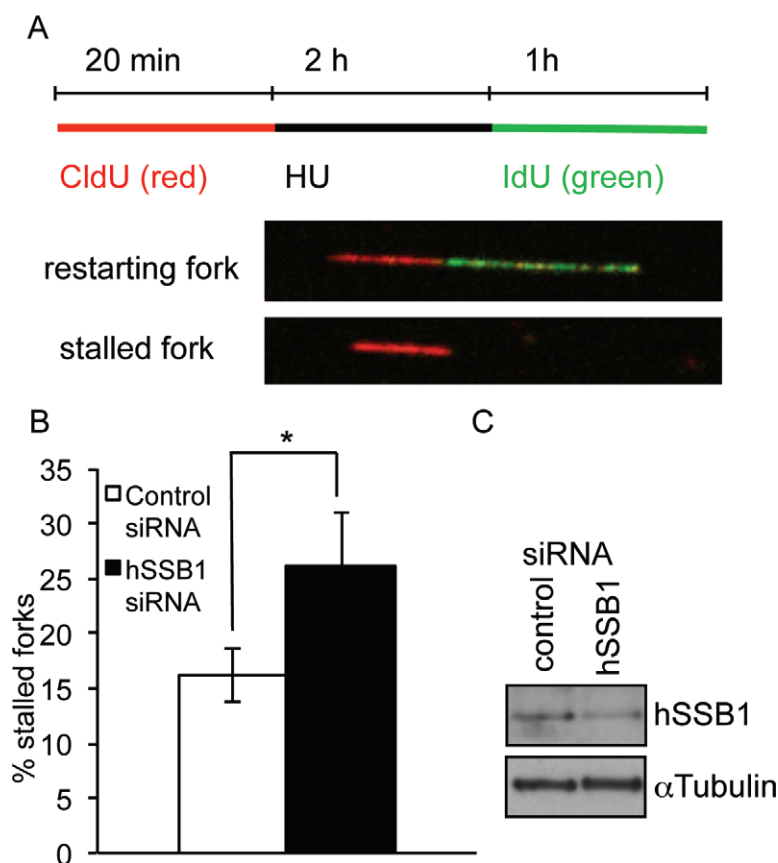 A
20 min 2 h 1h
CldU (red) HU IdU (green)
restarting fork
stalled fork
B
*
35
30
25
20
15
10
5
0
% stalled forks
Control
siRNA
hSSB1
siRNA
C
siRNA
control
hSSB1
hSSB1
αTubulin